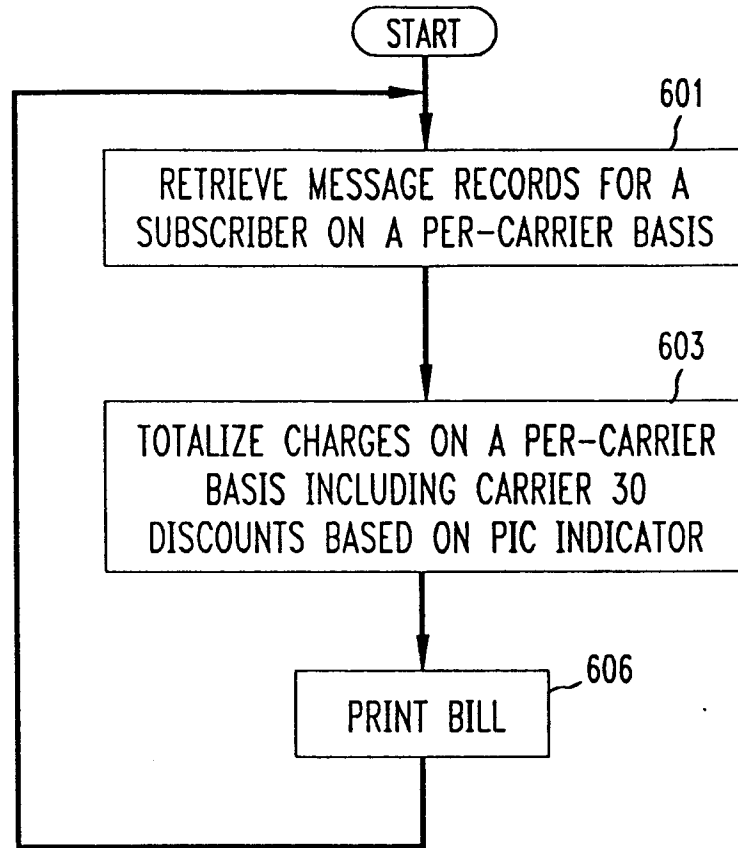 START
601
RETRIEVE MESSAGE RECORDS FOR A
SUBSCRIBER ON A PER-CARRIER BASIS
603
TOTALIZE CHARGES ON A PER-CARRIER
BASIS INCLUDING CARRIER 30
DISCOUNTS BASED ON PIC INDICATOR
606
PRINT BILL